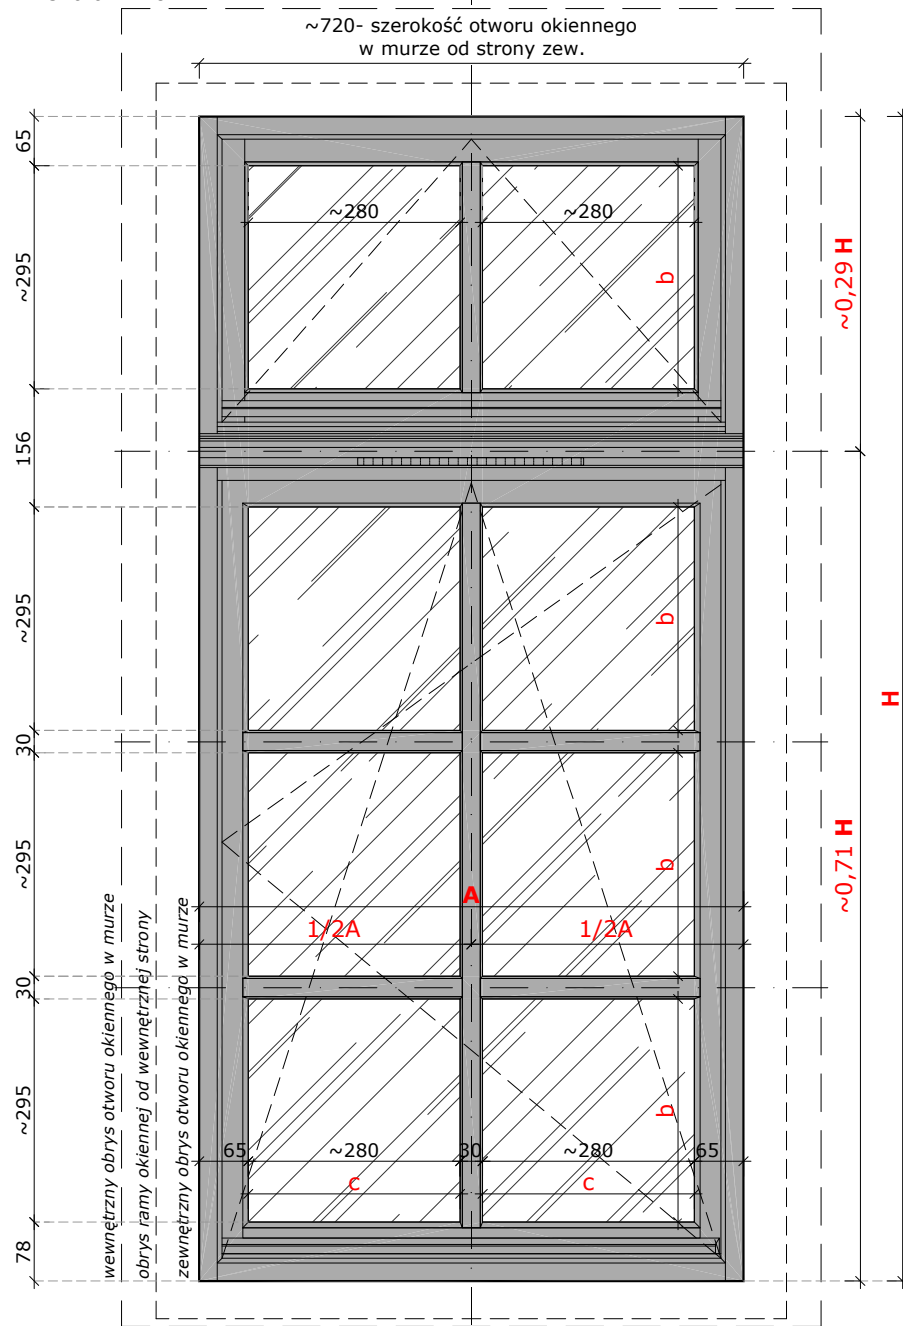 ~720- szerokość otworu okiennego
w murze od strony zew.
65
~280
~280
~295
b
~0,29 H
156
~295
b
H
30
~295
b
~0,71 H
A
1/2A
1/2A
30
~295
b
65
~280
30
~280
65
c
c
78
wewnętrzny obrys otworu okiennego w murze
obrys ramy okiennej od wewnętrznej strony
zewnętrzny obrys otworu okiennego w murze